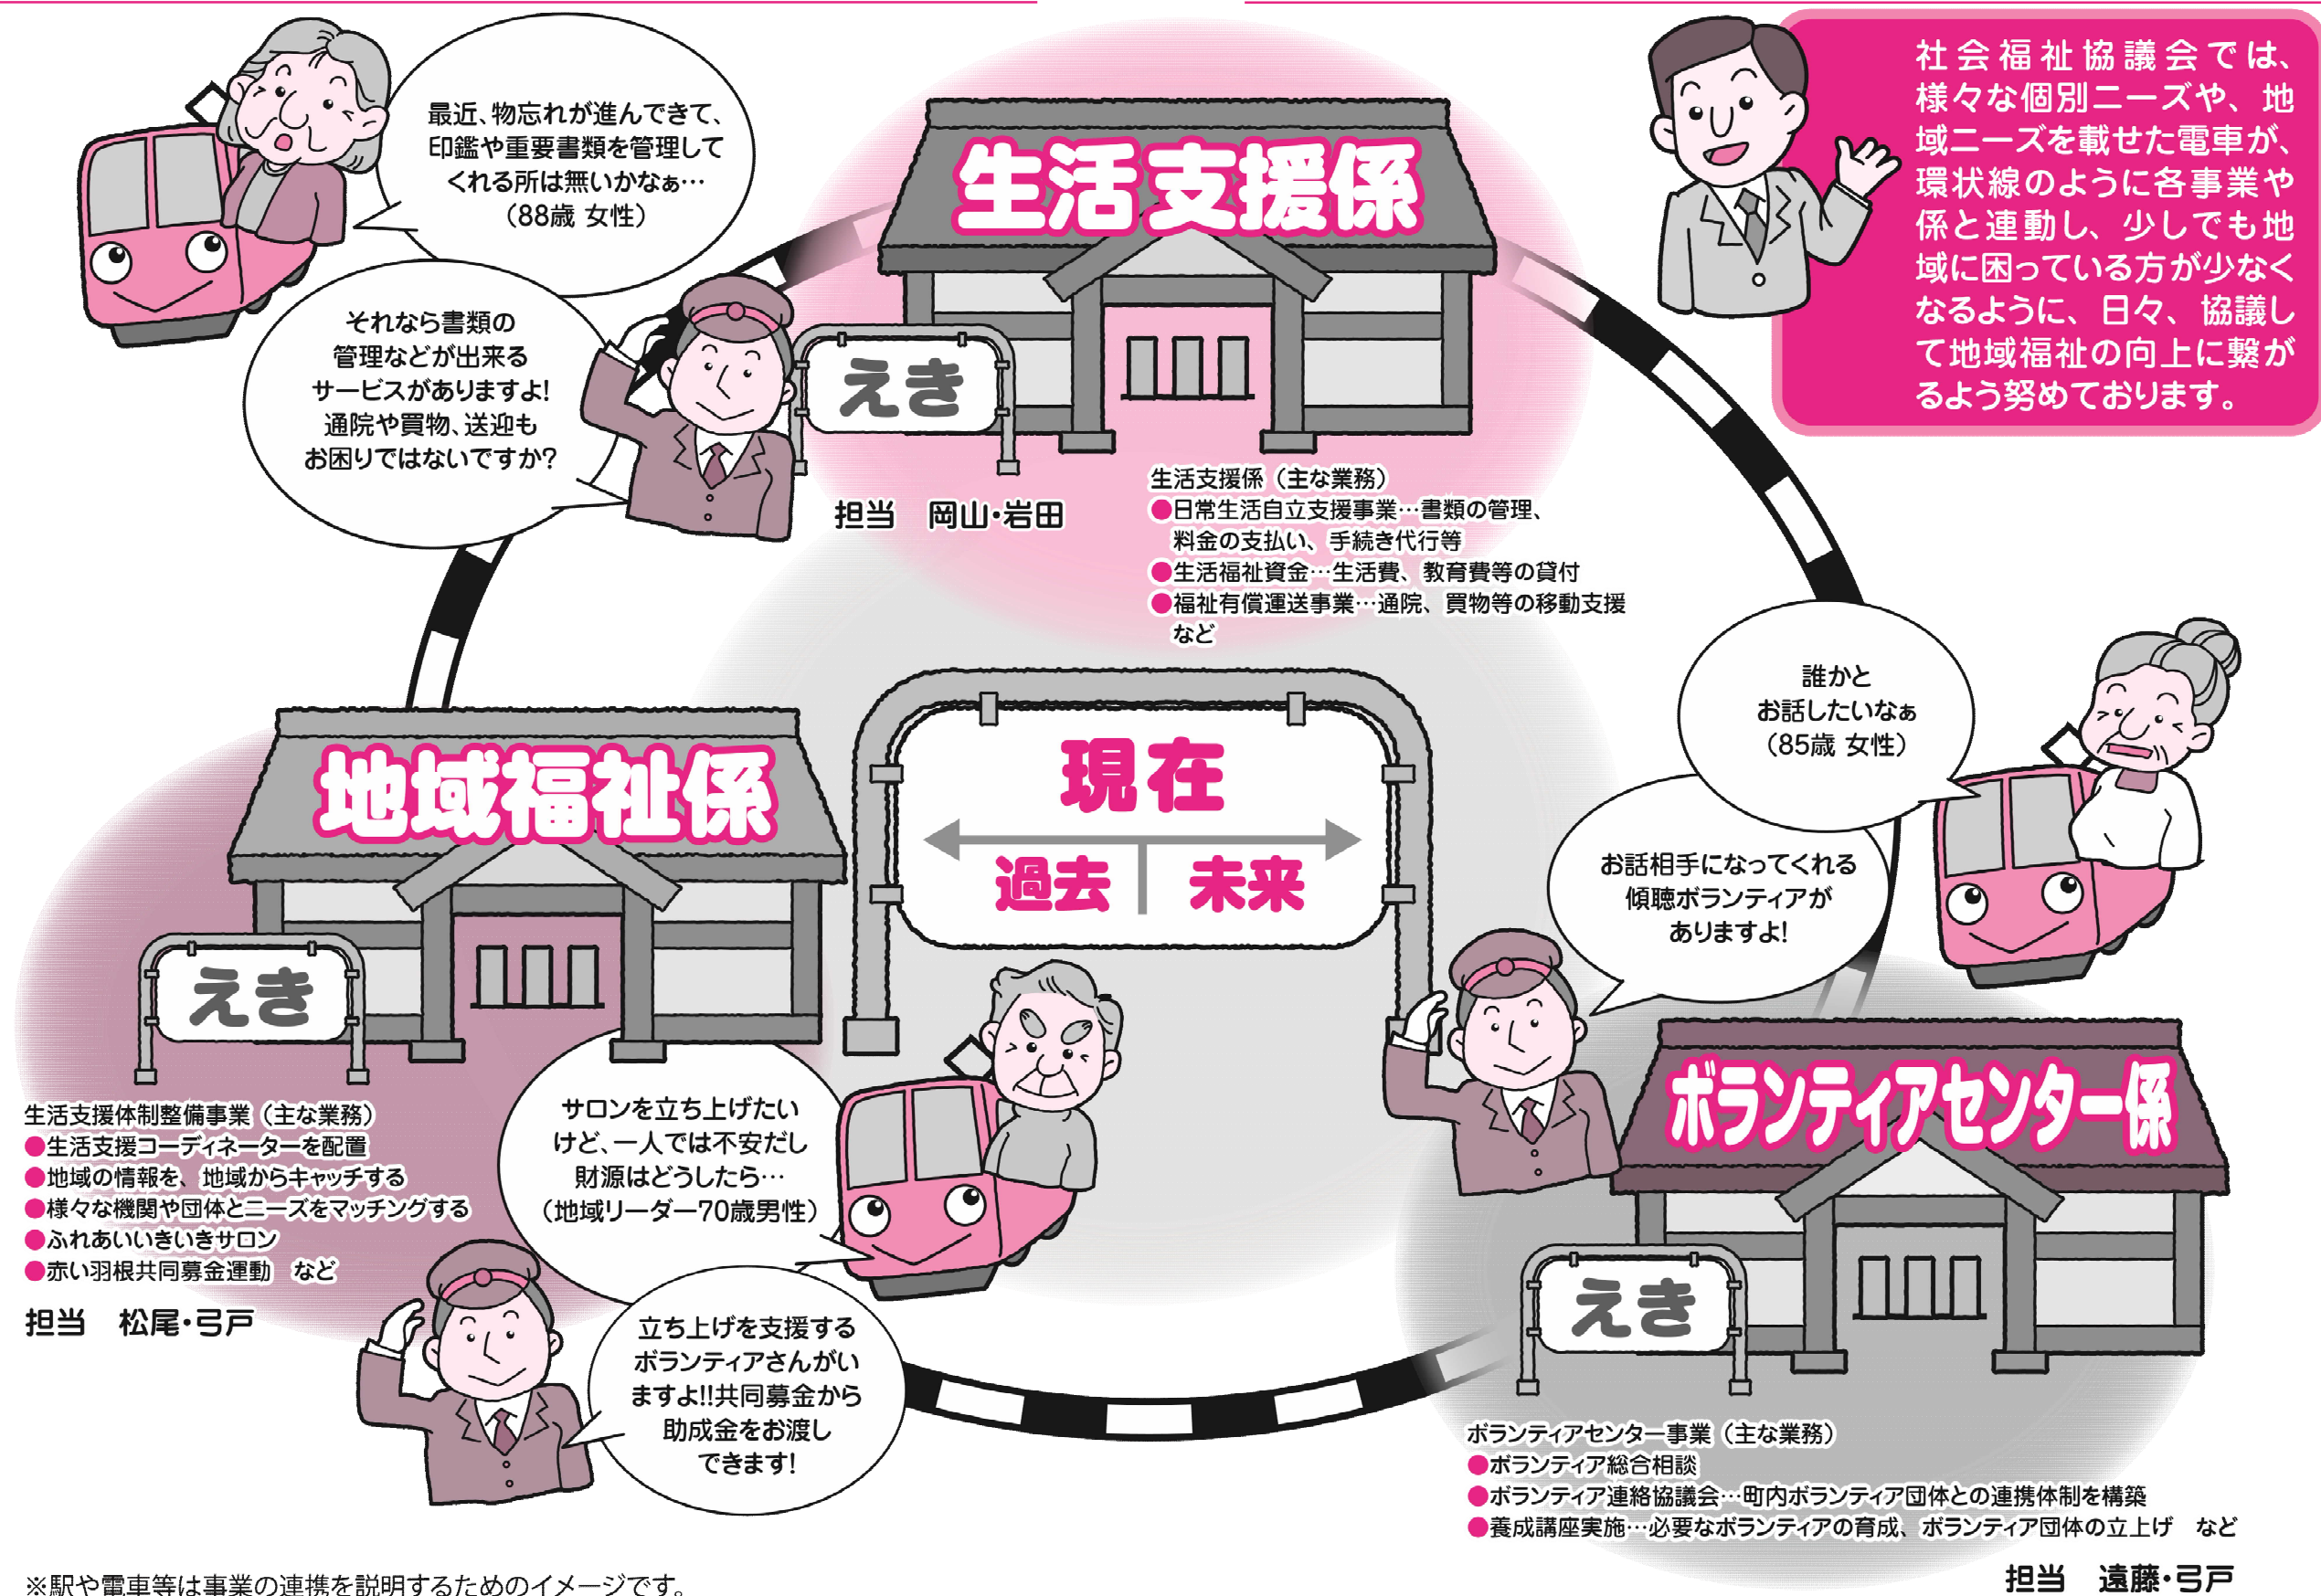 最近、物忘れが進んできて、
印鑑や重要書類を管理して
くれる所は無いかなぁ…
（88歳 女性）
それなら書類の
管理などが出来る
サービスがありますよ!
通院や買物、送迎も
お困りではないですか?
生活支援係
えき
担当　岡山・岩田
生活支援係（主な業務）
●日常生活自立支援事業…書類の管理、
料金の支払い、手続き代行等
●生活福祉資金…生活費、教育費等の貸付
●福祉有償運送事業…通院、買物等の移動支援
など
社会福祉協議会では、
様々な個別ニーズや、地
域ニーズを載せた電車が、
環状線のように各事業や
係と連動し、少しでも地
域に困っている方が少なく
なるように、日々、協議し
て地域福祉の向上に繋が
るよう努めております。
現在
過去
未来
地域福祉係
えき
生活支援体制整備事業（主な業務）
●生活支援コーディネーターを配置
●地域の情報を、地域からキャッチする
●様々な機関や団体とニーズをマッチングする
●ふれあいいきいきサロン
●赤い羽根共同募金運動　など
担当　松尾・弓戸
サロンを立ち上げたい
けど、一人では不安だし
財源はどうしたら…
（地域リーダー70歳男性）
立ち上げを支援する
ボランティアさんがい
ますよ!!共同募金から
助成金をお渡し
できます!
誰かと
お話したいなぁ
（85歳 女性）
お話相手になってくれる
傾聴ボランティアが
ありますよ!
ボランティアセンター係
えき
ボランティアセンター事業（主な業務）
●ボランティア総合相談
●ボランティア連絡協議会…町内ボランティア団体との連携体制を構築
●養成講座実施…必要なボランティアの育成、ボランティア団体の立上げ　など
担当　遠藤・弓戸
※駅や電車等は事業の連携を説明するためのイメージです。